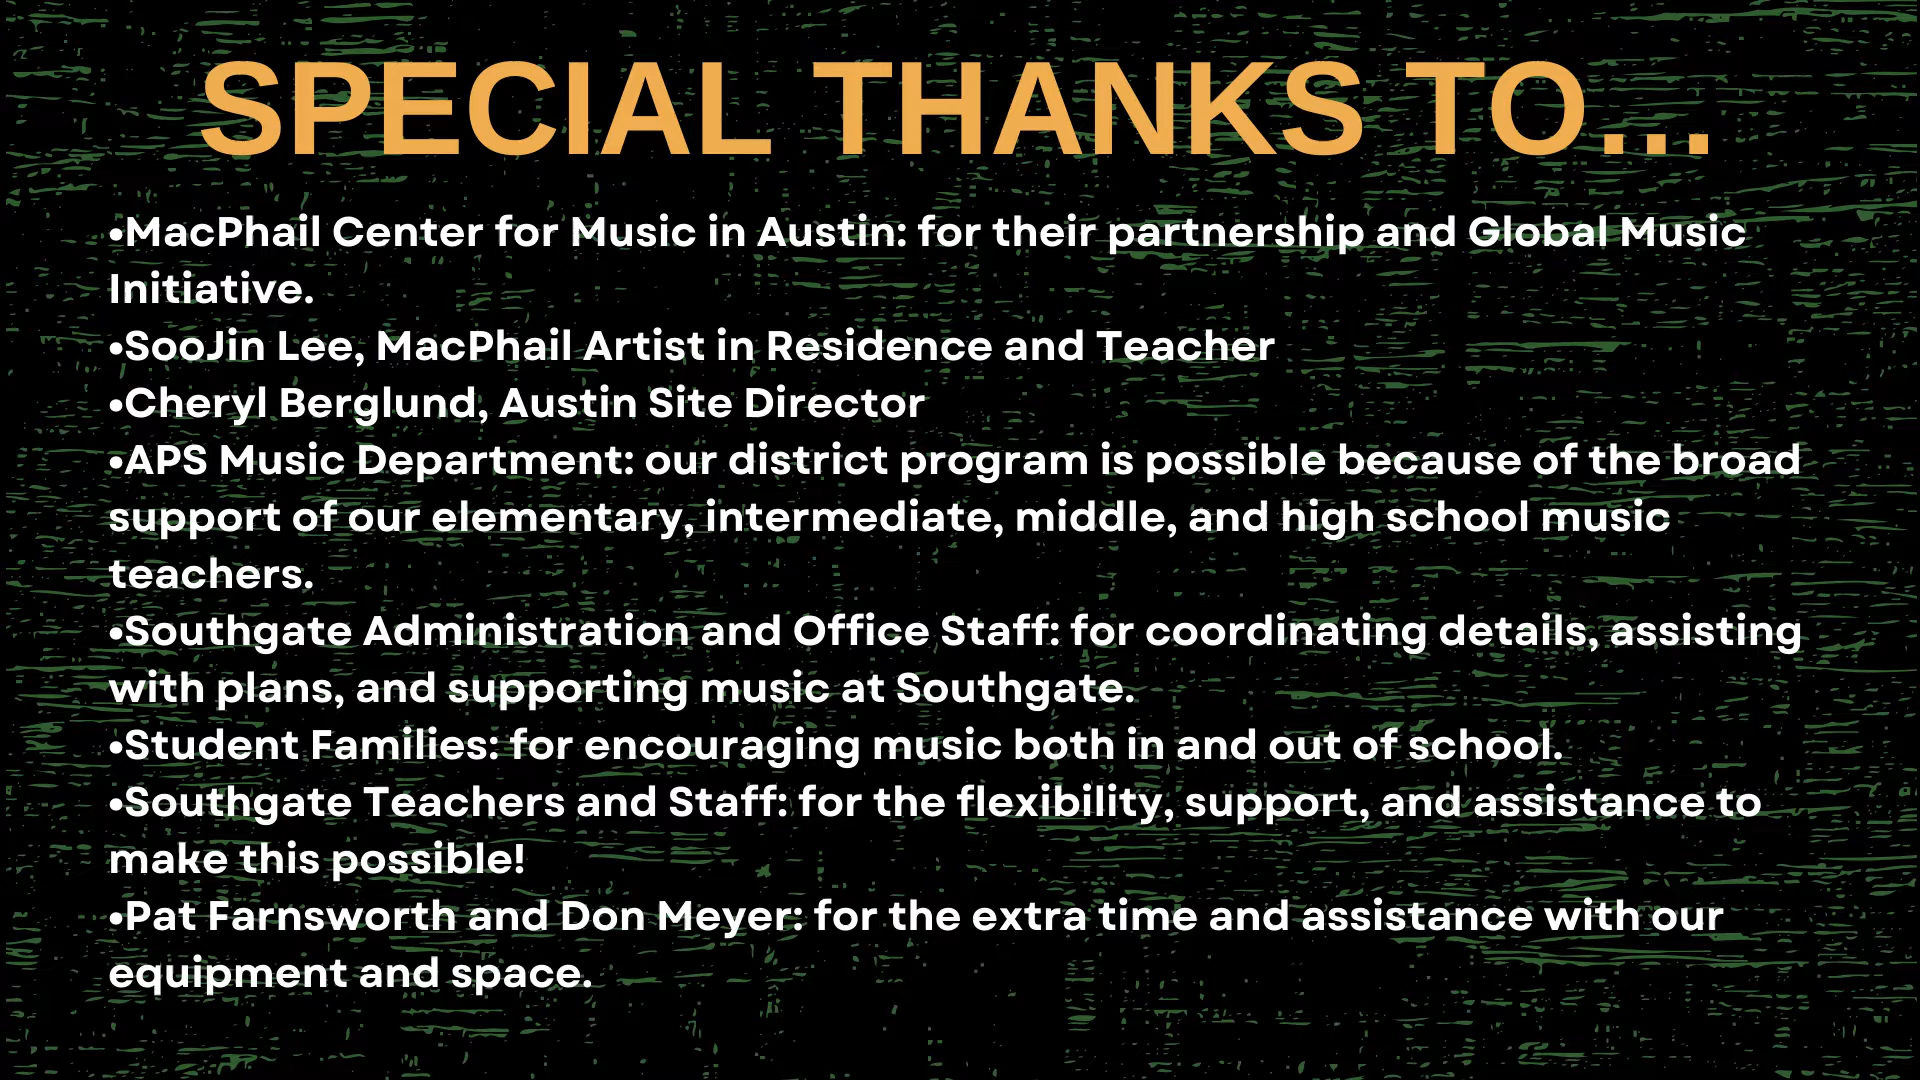 SPECIAL THANKS TO...
•MacPhail Center for Music in Austin: for their partnership and Global Music
Initiative.
•SooJin Lee, MacPhail Artist in Residence and Teacher
•Cheryl Berglund, Austin Site Director
•APS Music Department: our district program is possible because of the broad
support of our elementary, intermediate, middle, and high school music
teachers.
•Southgate Administration and Office Staff: for coordinating details, assisting
with plans, and supporting music at Southgate.
•Student Families: for encouraging music both in and out of school.
•Southgate Teachers and Staff: for the flexibility, support, and assistance to
make this possible!
•Pat Farnsworth and Don Meyer: for the extra time and assistance with our
equipment and space.